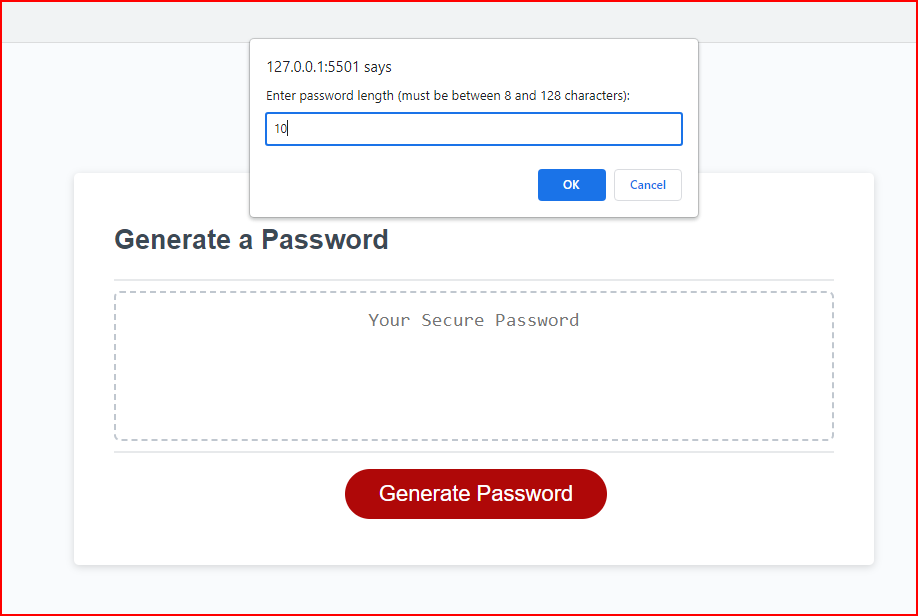 127.0.0.1:5501 says
Enter password length (must be between 8 and 128 characters):
10
OK Cancel
Generate a Password
Your Secure Password
Generate Password